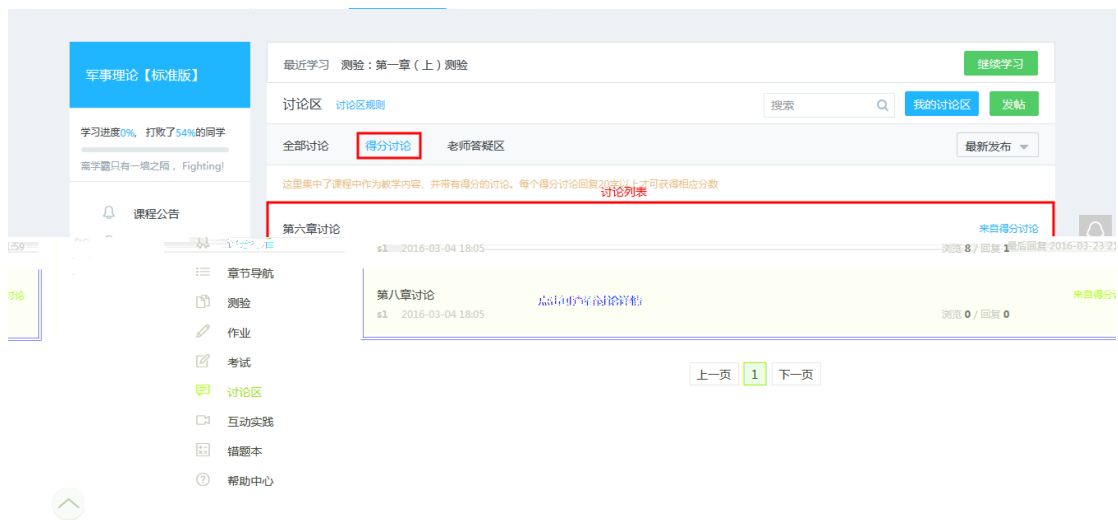 军事理论【标准版】
学习进度0%, 打败了54%的同学
离学霸只有一墙之隔，Fighting!
课程公告
最近学习 测验：第一章（上）测验
继续学习
讨论区 讨论区规则
搜索
我的讨论区
发帖
全部讨论 得分讨论 老师答疑区
最新发布
这里集中了课程中作为教学内容、并带有得分的讨论。每个得分讨论回复20字以上才可获得相应分数
讨论列表
第六章讨论
来自得分讨论
s1 2016-03-04 18:05
浏览 8 / 回复 1
最后回复 2016-03-23 2
:59
章节导航
测验
作业
考试
讨论区
互动实践
错题本
帮助中心
第八章讨论
来自得分
讨论
s1 2016-03-04 18:05
浏览 0 / 回复 0
上一页 1 下一页